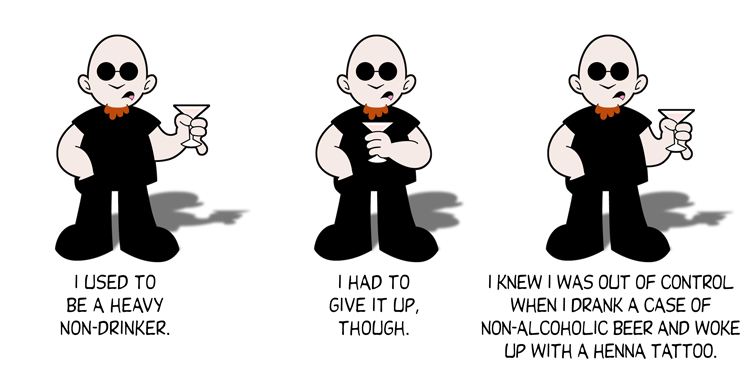 I USED TO
BE A HEAVY
NON-DRINKER.
I HAD TO
GIVE IT UP,
THOUGH.
I KNEW I WAS OUT OF CONTROL
WHEN I DRANK A CASE OF
NON-ALCOHOLIC BEER AND WOKE
UP WITH A HENNA TATTOO.